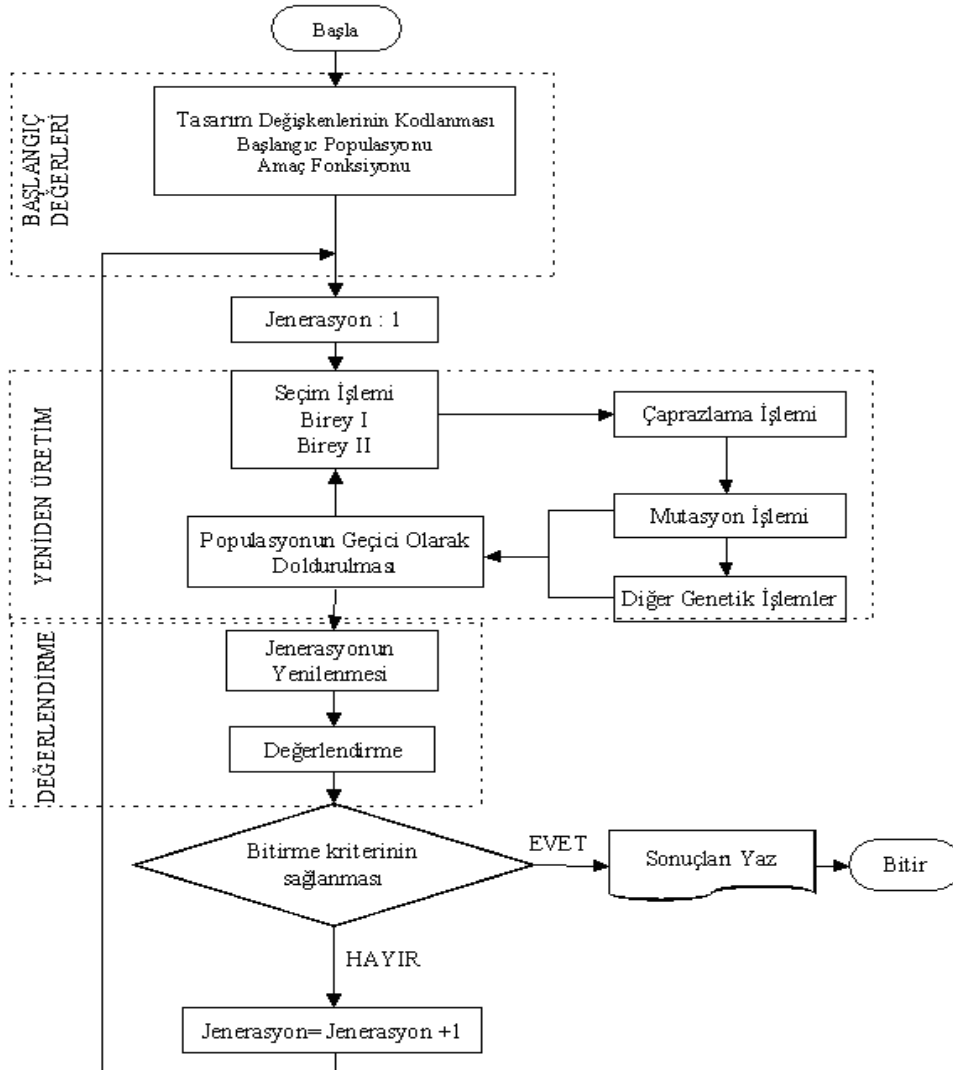 Başla
BAŞLANGIÇ
DEĞERLERİ
Tasarım Değişkenlerinin Kodlanması
Başlangıc Populasyonu
Amaç Fonksiyonu
Jenerasyon : 1
YENİDEN ÜRETİM
Seçim İşlemi
Birey I
Birey II
Çaprazlama İşlemi
Mutasyon İşlemi
Populasyonun Geçici Olarak
Doldurulması
Diğer Genetik İşlemler
DEĞERLENDİRME
Jenerasyonun
Yenilenmesi
Değerlendirme
Bitirme kriterinin
sağlanması
EVET
Sonuçları Yaz
Bitir
HAYIR
Jenerasyon= Jenerasyon +1